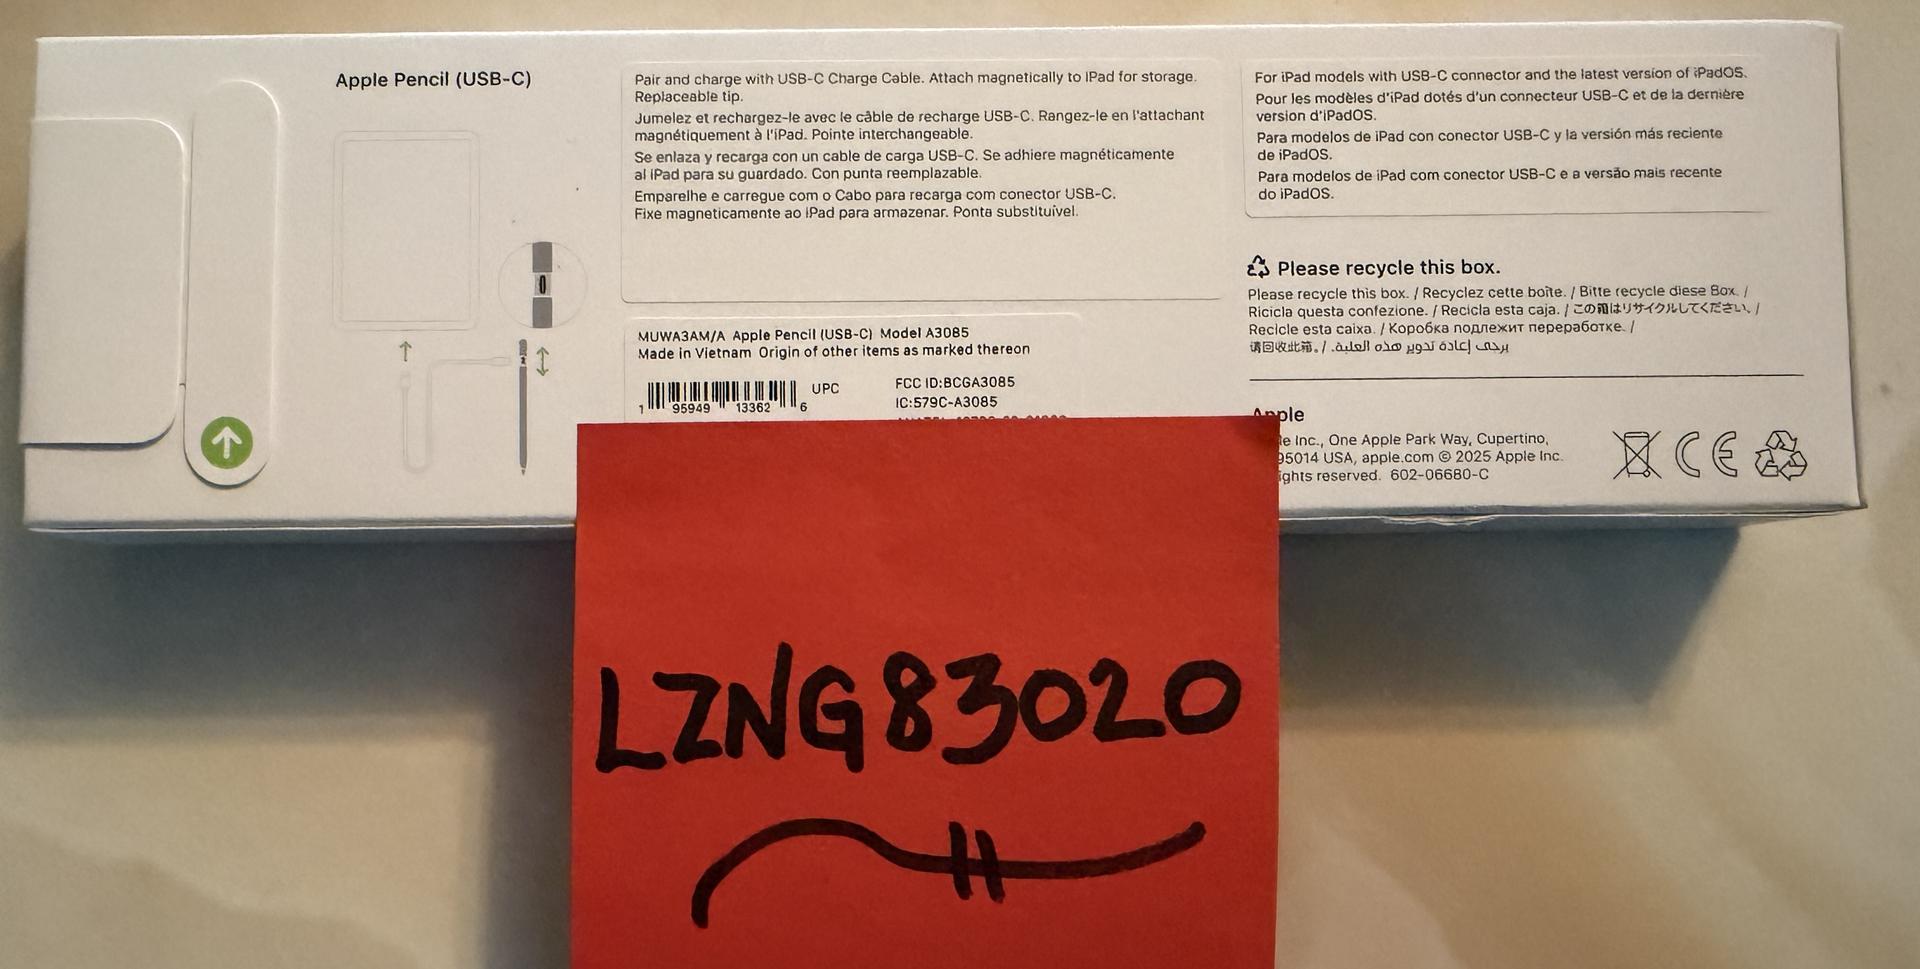 Apple Pencil (USB-C)
Pair and charge with USB-C Charge Cable. Attach magnetically to iPad for storage.
Replaceable tip.
Jumelez et rechargez-le avec le câble de recharge USB-C. Rangez-le en l'attachant
magnétiquement à l'iPad. Pointe interchangeable.
Se enlaza y recarga con un cable de carga USB-C. Se adhiere magnéticamente
al iPad para su guardado. Con punta reemplazable.
Emparelhe e carregue com o Cabo para recarga com conector USB-C.
Fixe magneticamente ao iPad para armazenar. Ponta substituível.
MUWA3AM/A Apple Pencil (USB-C) Model A3085
Made in Vietnam Origin of other items as marked thereon
UPC
1 95949 13362 6
FCC ID:BCGA3085
IC:579C-A3085
For iPad models with USB-C connector and the latest version of iPadOS.
Pour les modèles d'iPad dotés d'un connecteur USB-C et de la dernière
version d'iPadOS.
Para modelos de iPad con conector USB-C y la versión más reciente
de iPadOS.
Para modelos de iPad com conector USB-C e a versão mais recente
do iPadOS.
Please recycle this box.
Please recycle this box. / Recyclez cette boîte. / Bitte recycle diese Box. /
Ricicla questa confezione. / Recicla esta caja. / この箱はリサイクルしてください。/
Recicle esta caixa. / Коробка подлежит переработке. /
请回收此箱。/ يرجى إعادة تدوير هذه العلبة.
Apple
Inc., One Apple Park Way, Cupertino,
95014 USA, apple.com © 2025 Apple Inc.
ights reserved. 602-06680-C
CE
LZNG83020